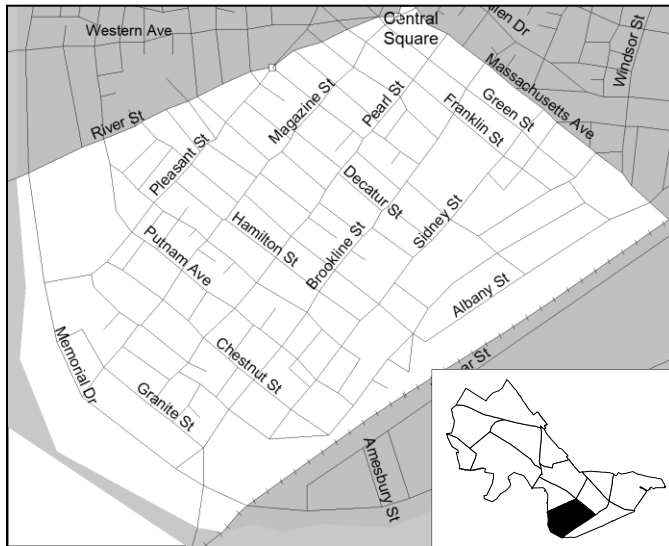 Western Ave
Central
Square
Allen Dr
Windsor St
Massachusetts Ave
River St
Magazine St
Pearl St
Green St
Franklin St
Pleasant St
Decatur St
Sidney St
Hamilton St
Brookline St
Putnam Ave
Albany St
Memorial Dr
Chestnut St
Granite St
Amesbury St